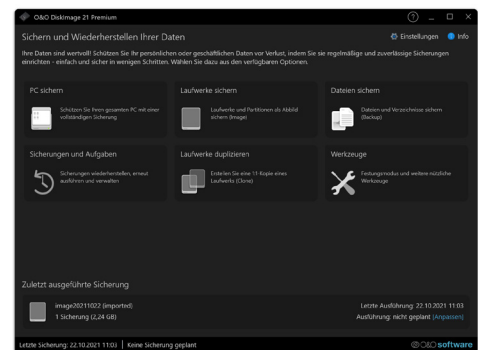 O&O DiskImage 21 Premium
Sichern und Wiederherstellen Ihrer Daten
Einstellungen
Info
Ihre Daten sind wertvoll! Schützen Sie Ihr persönlichen oder geschäftlichen Daten vor Verlust, indem Sie sie regelmäßige und zuverlässige Sicherungen
einrichten - einfach und sicher in wenigen Schritten. Wählen Sie dazu aus den verfügbaren Optionen.
PC sichern
Schützen Sie Ihren gesamten PC mit einer
vollständigen Sicherung
Laufwerke sichern
Laufwerke und Partitionen als Abbild
sichern (Image)
Dateien sichern
Dateien und Verzeichnisse sichern
(Backup)
Sicherungen und Aufgaben
Sicherungen wiederherstellen, erneut
ausführen und verwalten
Laufwerke duplizieren
Erstellen Sie eine 1:1-Kopie eines
Laufwerks (Clone)
Werkzeuge
Festungsmodus und weitere nützliche
Werkzeuge
Zuletzt ausgeführte Sicherung
image20211022 (imported)
1 Sicherung (2,24 GB)
Letzte Ausführung: 22.10.2021 11:03
Ausführung: nicht geplant (Anpassen)
Letzte Sicherung: 22.10.2021 11:03 | Keine Sicherung geplant
O&O software